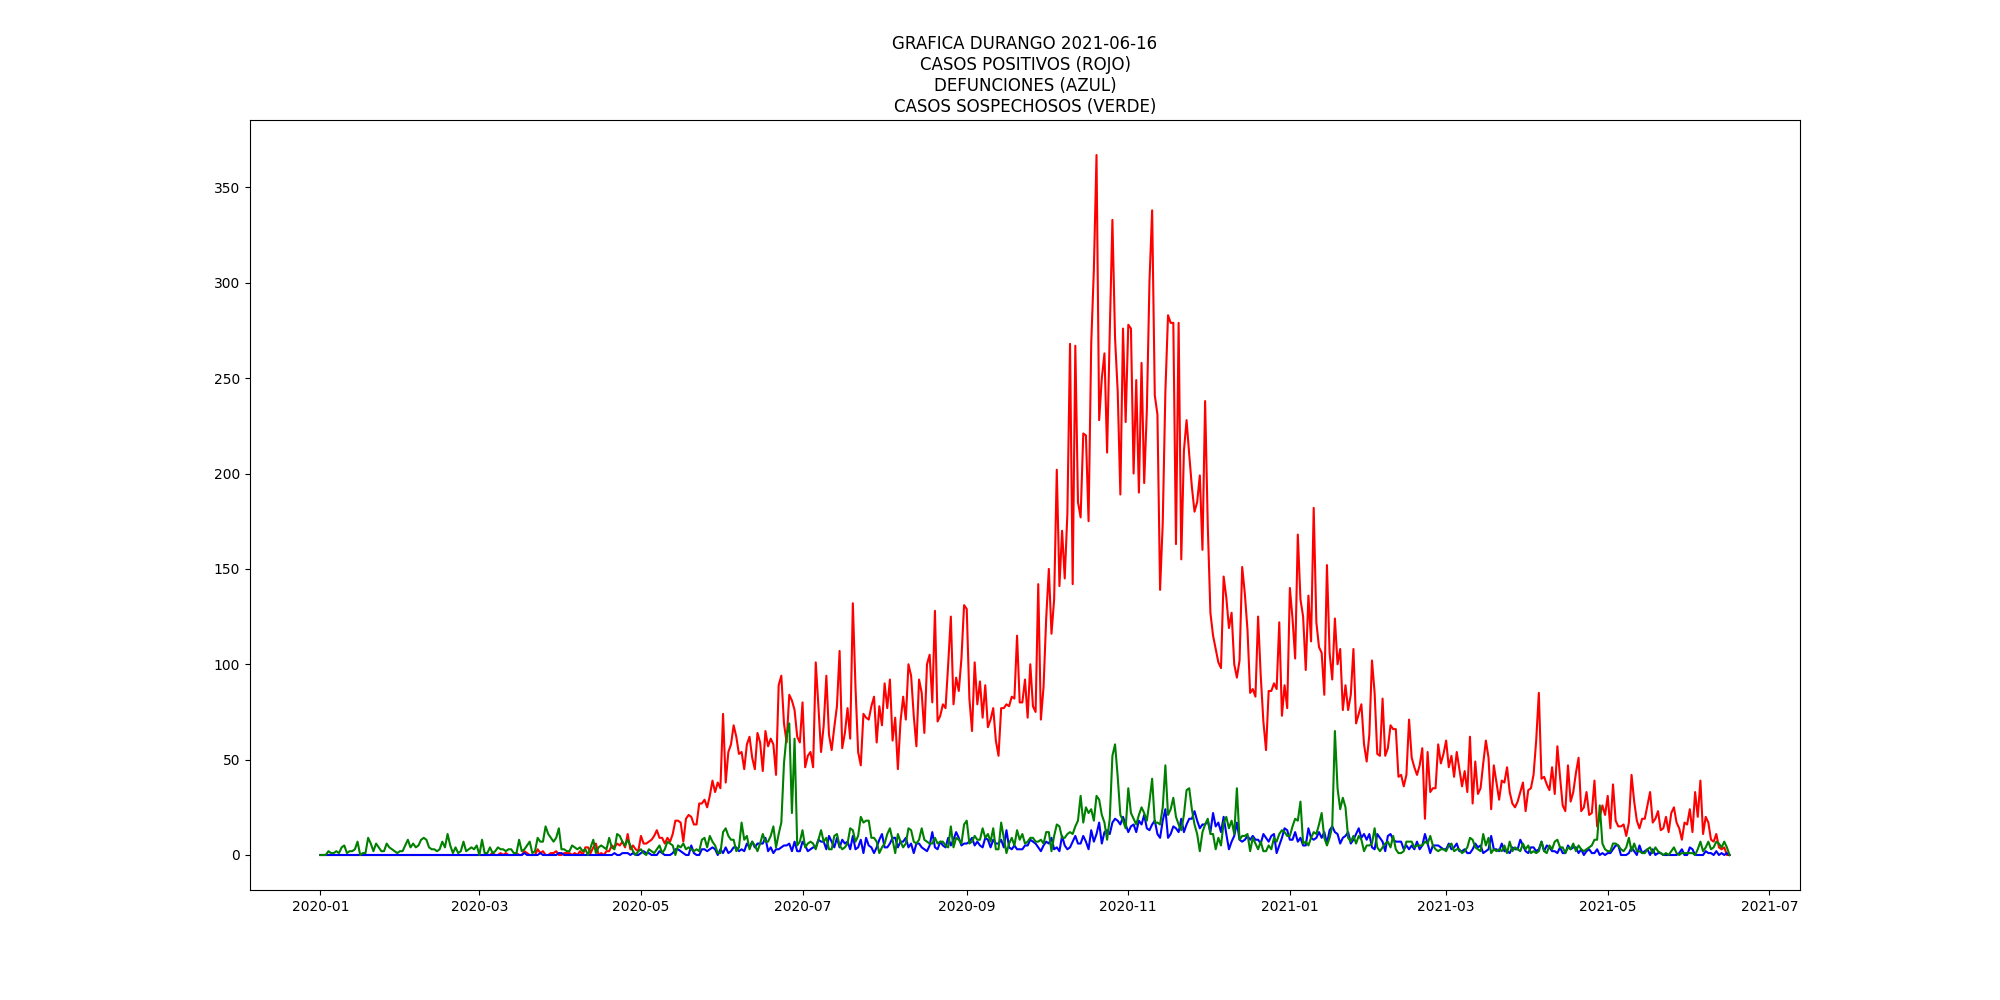 GRAFICA DURANGO 2021-06-16
CASOS POSITIVOS (ROJO)
DEFUNCIONES (AZUL)
CASOS SOSPECHOSOS (VERDE)
350
300
250
200
150
100
50
0
2020-01 2020-03 2020-05 2020-07 2020-09 2020-11 2021-01 2021-03 2021-05 2021-07